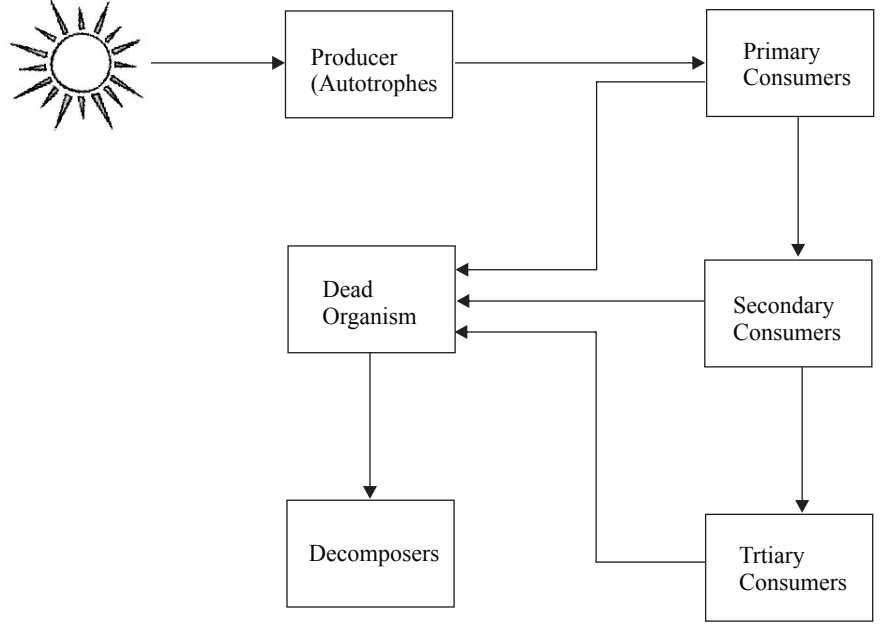 Producer
(Autotrophes
Primary
Consumers
Dead
Organism
Secondary
Consumers
Decomposers
Trtiary
Consumers